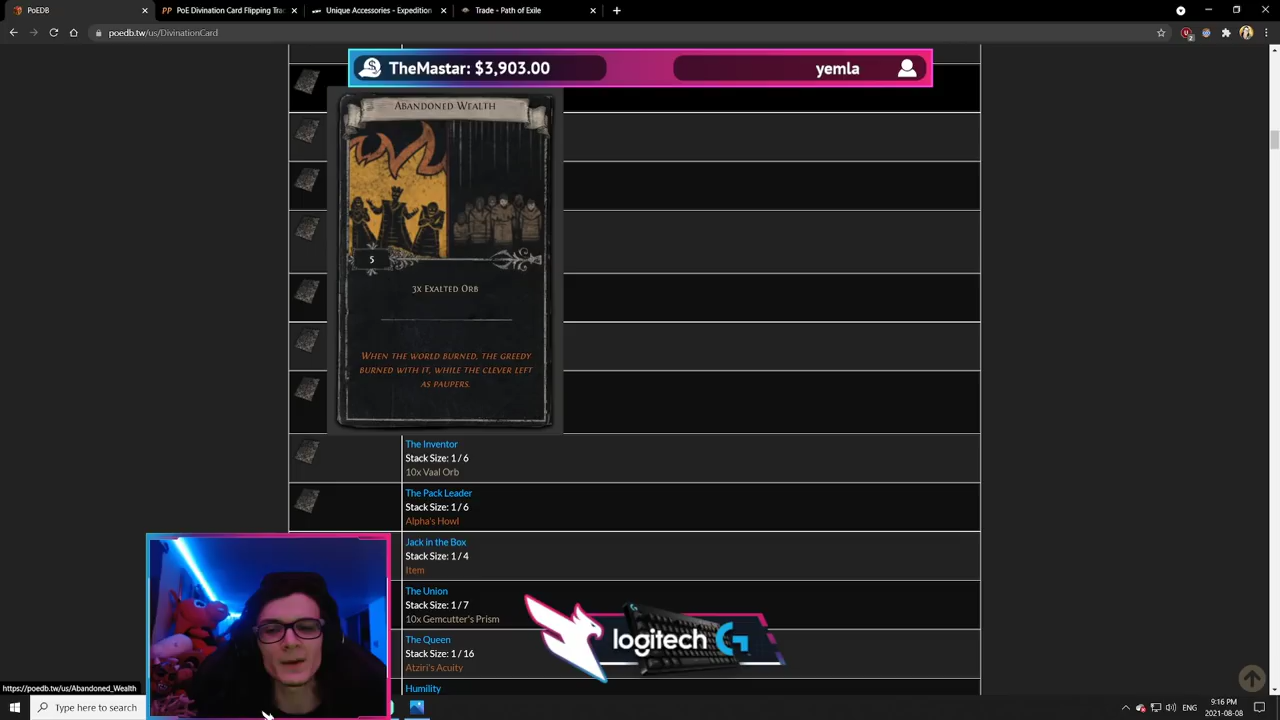 PoEDB
PoE Divination Card Flipping Trac
Unique Accessories - Expedition
Trade - Path of Exile
poedb.tw/us/DivinationCard
TheMastar: $3,903.00
yemla
Abandoned Wealth
5
3x Exalted Orb
When the world burned, the greedy
burned with it, while the clever left
as paupers.
The Inventor
Stack Size: 1 / 6
10x Vaal Orb
The Pack Leader
Stack Size: 1 / 6
Alpha's Howl
Jack in the Box
Stack Size: 1 / 4
Item
The Union
Stack Size: 1 / 7
10x Gemcutter's Prism
logitech G
The Queen
Stack Size: 1 / 16
Atziri's Acuity
Humility
https://poedb.tw/us/Abandoned_Wealth
Type here to search
ENG
9:16 PM
2021-08-08